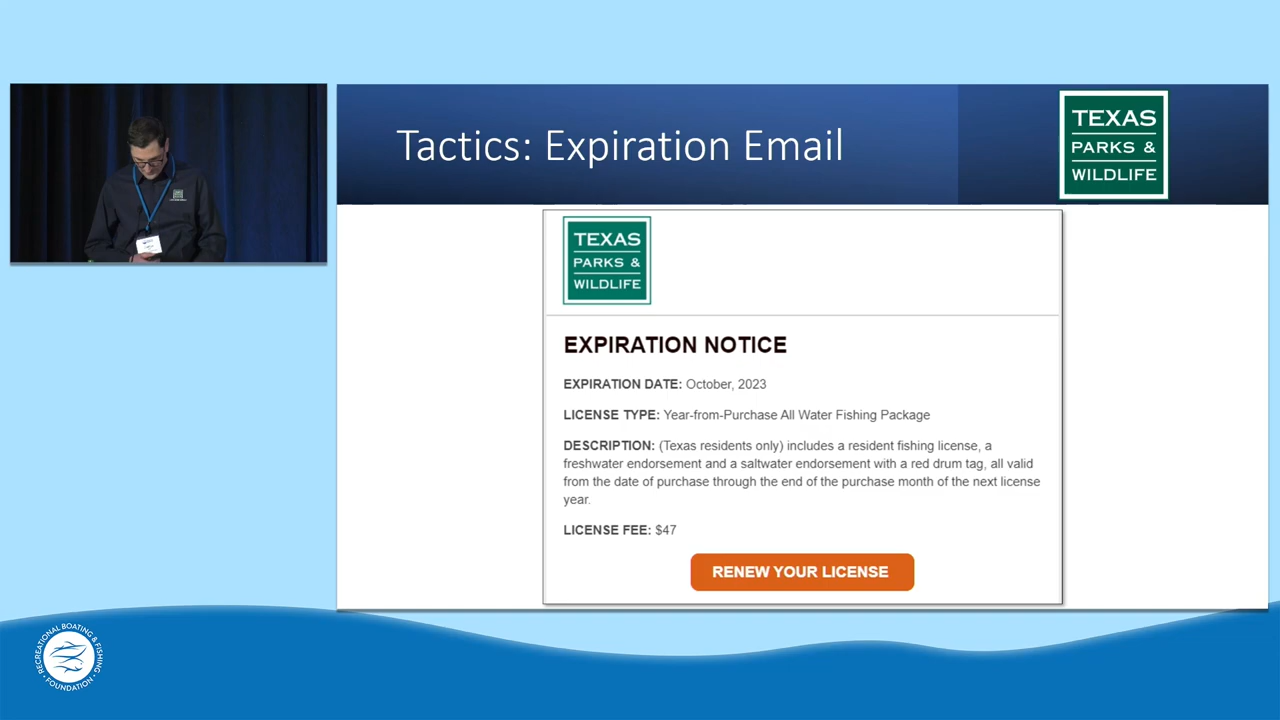 Tactics: Expiration Email
TEXAS
PARKS &
WILDLIFE
TEXAS
PARKS &
WILDLIFE
EXPIRATION NOTICE
EXPIRATION DATE: October, 2023
LICENSE TYPE: Year-from-Purchase All Water Fishing Package
DESCRIPTION: (Texas residents only) includes a resident fishing license, a
freshwater endorsement and a saltwater endorsement with a red drum tag, all valid
from the date of purchase through the end of the purchase month of the next license
year.
LICENSE FEE: $47
RENEW YOUR LICENSE
RECREATIONAL BOATING & FISHING
FOUNDATION